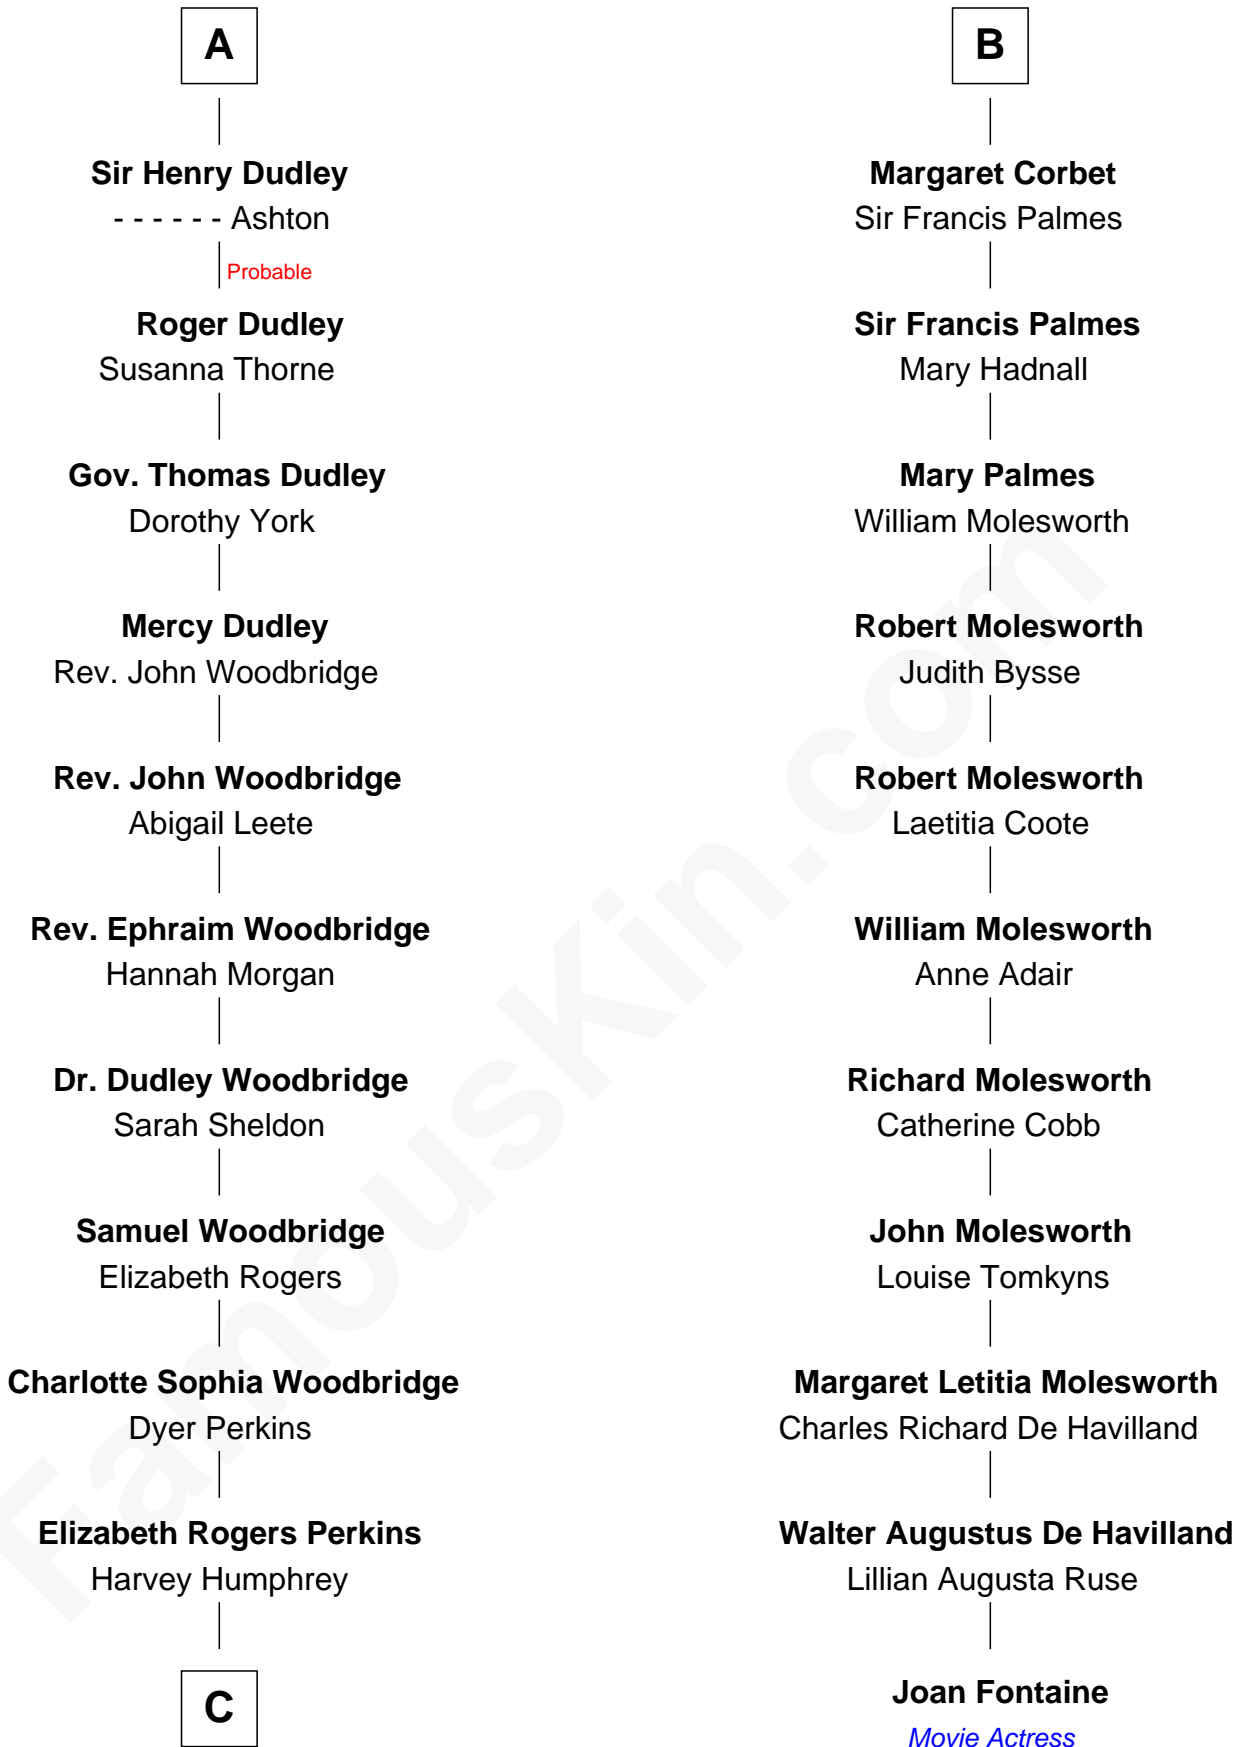 A
Sir Henry Dudley
- - - - - - Ashton
Probable
Roger Dudley
Susanna Thorne
Gov. Thomas Dudley
Dorothy York
Mercy Dudley
Rev. John Woodbridge
Rev. John Woodbridge
Abigail Leete
Rev. Ephraim Woodbridge
Hannah Morgan
Dr. Dudley Woodbridge
Sarah Sheldon
Samuel Woodbridge
Elizabeth Rogers
Charlotte Sophia Woodbridge
Dyer Perkins
Elizabeth Rogers Perkins
Harvey Humphrey
C
B
Margaret Corbet
Sir Francis Palmes
Sir Francis Palmes
Mary Hadnall
Mary Palmes
William Molesworth
Robert Molesworth
Judith Bysse
Robert Molesworth
Laetitia Coote
William Molesworth
Anne Adair
Richard Molesworth
Catherine Cobb
John Molesworth
Louise Tomkyns
Margaret Letitia Molesworth
Charles Richard De Havilland
Walter Augustus De Havilland
Lillian Augusta Ruse
Joan Fontaine
Movie Actress
FamousKin.com